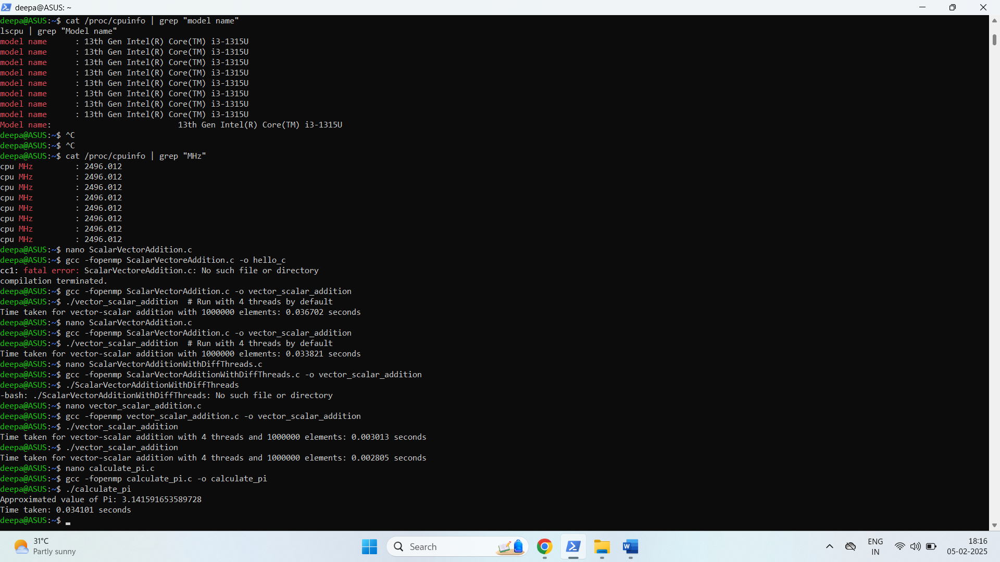 deepa@ASUS: ~
deepa@ASUS:~$ cat /proc/cpuinfo | grep "model name"
lscpu | grep "Model name"
model name      : 13th Gen Intel(R) Core(TM) i3-1315U
model name      : 13th Gen Intel(R) Core(TM) i3-1315U
model name      : 13th Gen Intel(R) Core(TM) i3-1315U
model name      : 13th Gen Intel(R) Core(TM) i3-1315U
model name      : 13th Gen Intel(R) Core(TM) i3-1315U
model name      : 13th Gen Intel(R) Core(TM) i3-1315U
model name      : 13th Gen Intel(R) Core(TM) i3-1315U
model name      : 13th Gen Intel(R) Core(TM) i3-1315U
Model name:                           13th Gen Intel(R) Core(TM) i3-1315U
deepa@ASUS:~$ ^C
deepa@ASUS:~$ ^C
deepa@ASUS:~$ cat /proc/cpuinfo | grep "MHz"
cpu MHz         : 2496.012
cpu MHz         : 2496.012
cpu MHz         : 2496.012
cpu MHz         : 2496.012
cpu MHz         : 2496.012
cpu MHz         : 2496.012
cpu MHz         : 2496.012
cpu MHz         : 2496.012
deepa@ASUS:~$ nano ScalarVectorAddition.c
deepa@ASUS:~$ gcc -fopenmp ScalarVectoreAddition.c -o hello_c
cc1: fatal error: ScalarVectoreAddition.c: No such file or directory
compilation terminated.
deepa@ASUS:~$ gcc -fopenmp ScalarVectorAddition.c -o vector_scalar_addition
deepa@ASUS:~$ ./vector_scalar_addition  # Run with 4 threads by default
Time taken for vector-scalar addition with 1000000 elements: 0.036702 seconds
deepa@ASUS:~$ nano ScalarVectorAddition.c
deepa@ASUS:~$ gcc -fopenmp ScalarVectorAddition.c -o vector_scalar_addition
deepa@ASUS:~$ ./vector_scalar_addition  # Run with 4 threads by default
Time taken for vector-scalar addition with 1000000 elements: 0.033821 seconds
deepa@ASUS:~$ nano ScalarVectorAdditionWithDiffThreads.c
deepa@ASUS:~$ gcc -fopenmp ScalarVectorAdditionWithDiffThreads.c -o vector_scalar_addition
deepa@ASUS:~$ ./ScalarVectorAdditionWithDiffThreads
-bash: ./ScalarVectorAdditionWithDiffThreads: No such file or directory
deepa@ASUS:~$ nano vector_scalar_addition.c
deepa@ASUS:~$ gcc -fopenmp vector_scalar_addition.c -o vector_scalar_addition
deepa@ASUS:~$ ./vector_scalar_addition
Time taken for vector-scalar addition with 4 threads and 1000000 elements: 0.003013 seconds
deepa@ASUS:~$ ./vector_scalar_addition
Time taken for vector-scalar addition with 4 threads and 1000000 elements: 0.002805 seconds
deepa@ASUS:~$ nano calculate_pi.c
deepa@ASUS:~$ gcc -fopenmp calculate_pi.c -o calculate_pi
deepa@ASUS:~$ ./calculate_pi
Approximated value of Pi: 3.141591653589728
Time taken: 0.034101 seconds
deepa@ASUS:~$
31°C
Partly sunny
Search
W
ENG
IN
18:16
05-02-2025